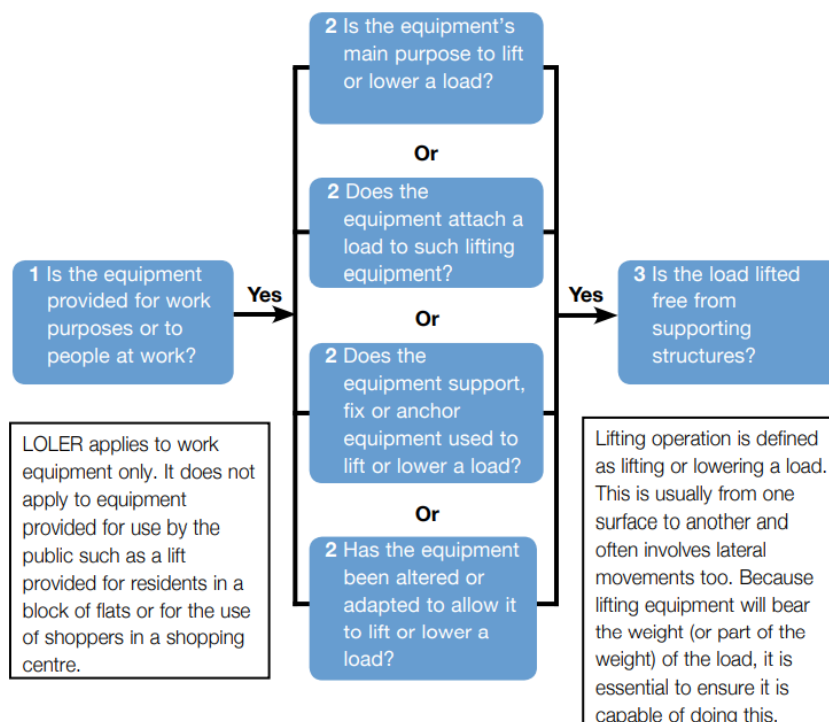 1 Is the equipment
provided for work
purposes or to
people at work?
Yes
2 Is the equipment's
main purpose to lift
or lower a load?
Or
2 Does the
equipment attach a
load to such lifting
equipment?
Or
2 Does the
equipment support,
fix or anchor
equipment used to
lift or lower a load?
Or
2 Has the equipment
been altered or
adapted to allow it
to lift or lower a
load?
Yes
3 Is the load lifted
free from
supporting
structures?
LOLER applies to work
equipment only. It does not
apply to equipment
provided for use by the
public such as a lift
provided for residents in a
block of flats or for the use
of shoppers in a shopping
centre.
Lifting operation is defined
as lifting or lowering a load.
This is usually from one
surface to another and
often involves lateral
movements too. Because
lifting equipment will bear
the weight (or part of the
weight) of the load, it is
essential to ensure it is
capable of doing this.